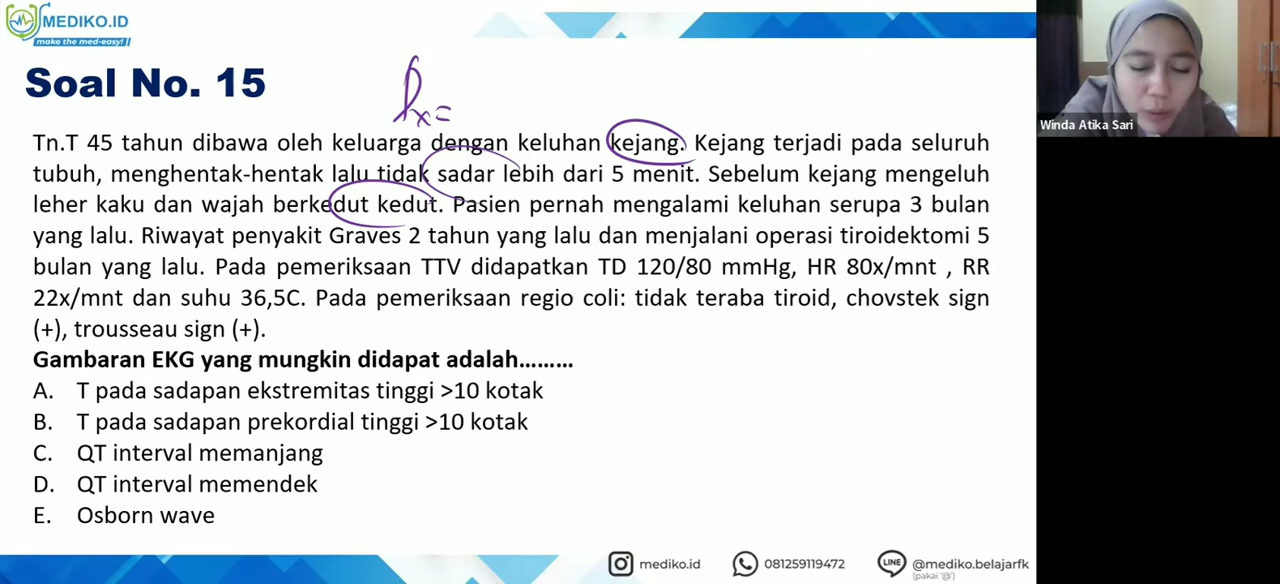 MEDIKO.ID
make the med-easy!
Soal No. 15
Rx=
Tn.T 45 tahun dibawa oleh keluarga dengan keluhan kejang. Kejang terjadi pada seluruh
tubuh, menghentak-hentak lalu tidak sadar lebih dari 5 menit. Sebelum kejang mengeluh
leher kaku dan wajah berkedut kedut. Pasien pernah mengalami keluhan serupa 3 bulan
yang lalu. Riwayat penyakit Graves 2 tahun yang lalu dan menjalani operasi tiroidektomi 5
bulan yang lalu. Pada pemeriksaan TTV didapatkan TD 120/80 mmHg, HR 80x/mnt , RR
22x/mnt dan suhu 36,5C. Pada pemeriksaan regio coli: tidak teraba tiroid, chovstek sign
(+), trousseau sign (+).
Gambaran EKG yang mungkin didapat adalah.........
A. T pada sadapan ekstremitas tinggi >10 kotak
B. T pada sadapan prekordial tinggi >10 kotak
C. QT interval memanjang
D. QT interval memendek
E. Osborn wave
Winda Atika Sari
mediko.id
081259119472
LINE
@mediko.belajarfk
(pakai '@')